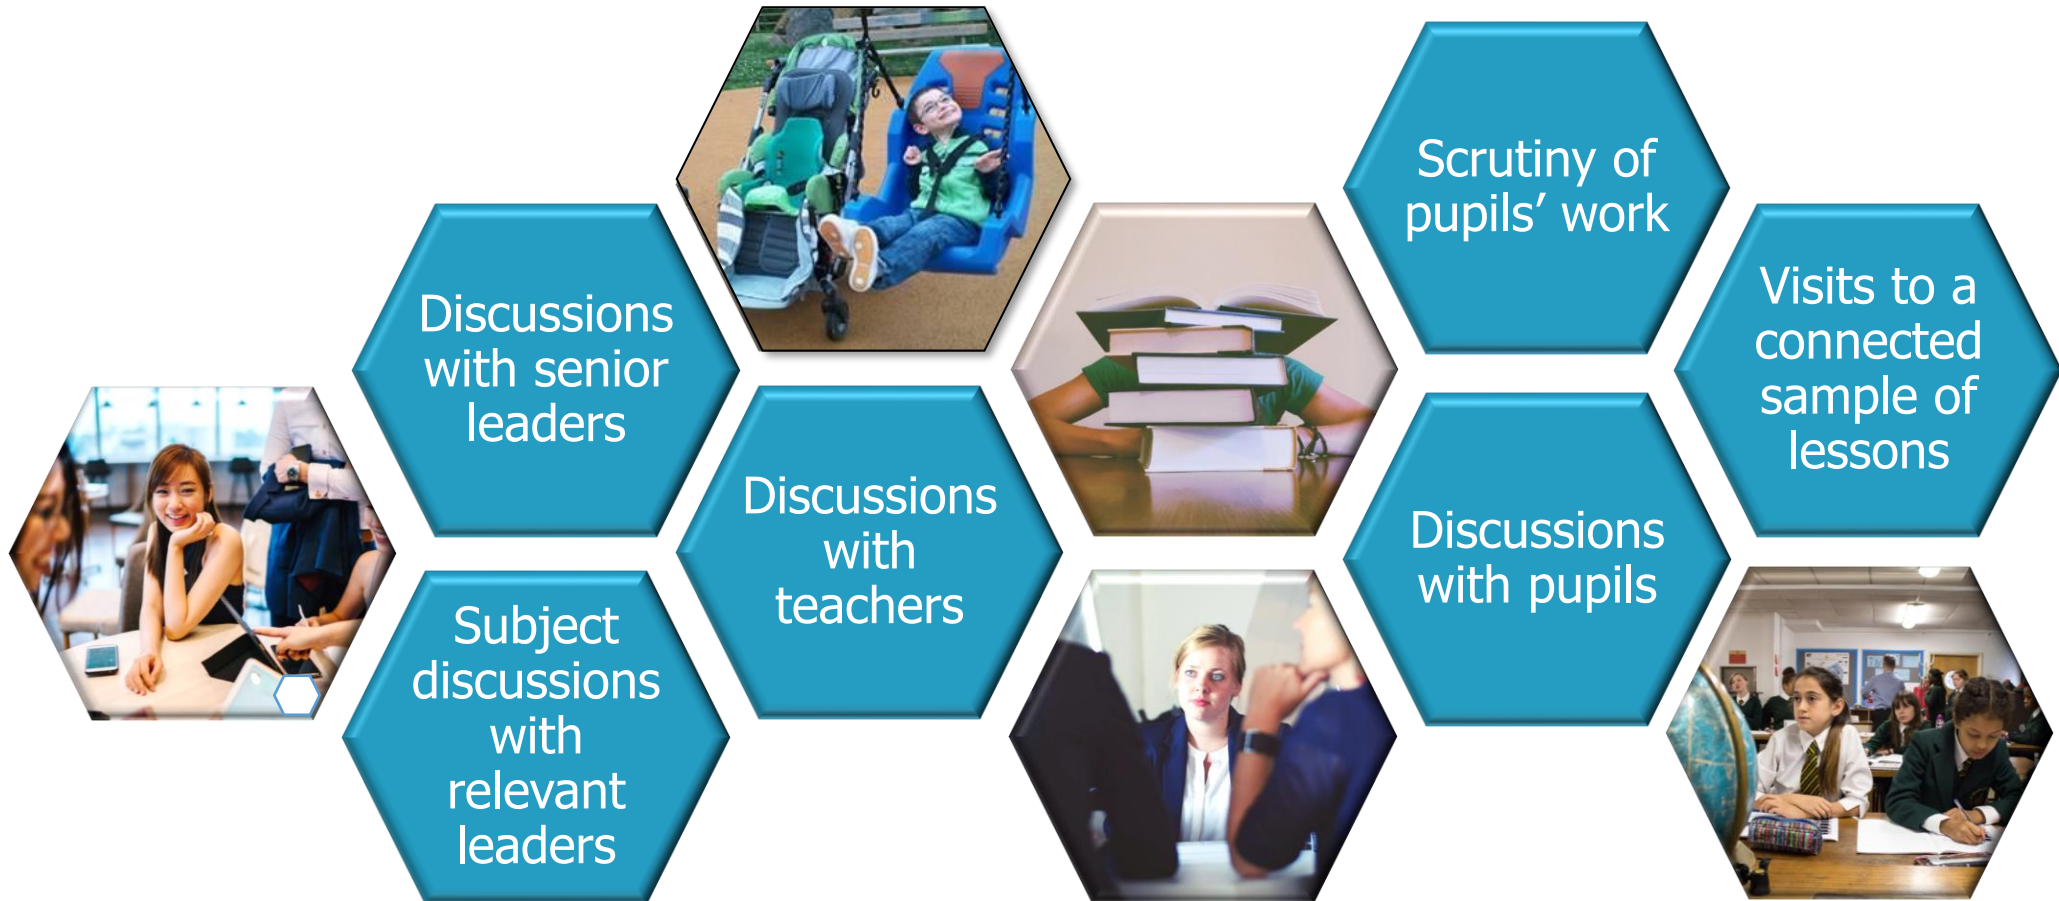 Discussions
with senior
leaders
Subject
discussions
with
relevant
leaders
Discussions
with
teachers
Scrutiny of
pupils’ work
Discussions
with pupils
Visits to a
connected
sample of
lessons